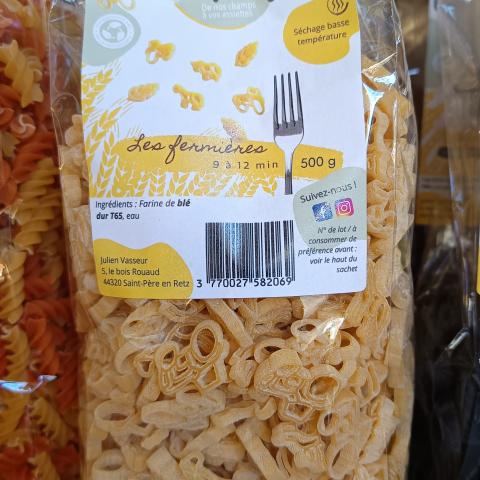 De nos champs
à vos assiettes
Séchage basse
température
Les fermières
9 à 12 min
500 g
Ingrédients : Farine de blé
dur T65, eau
Suivez-nous !
N° de lot / à
consommer de
préférence avant :
voir le haut du
sachet
Julien Vasseur
5, le bois Rouaud
44320 Saint-Père en Retz
3 770027 582069